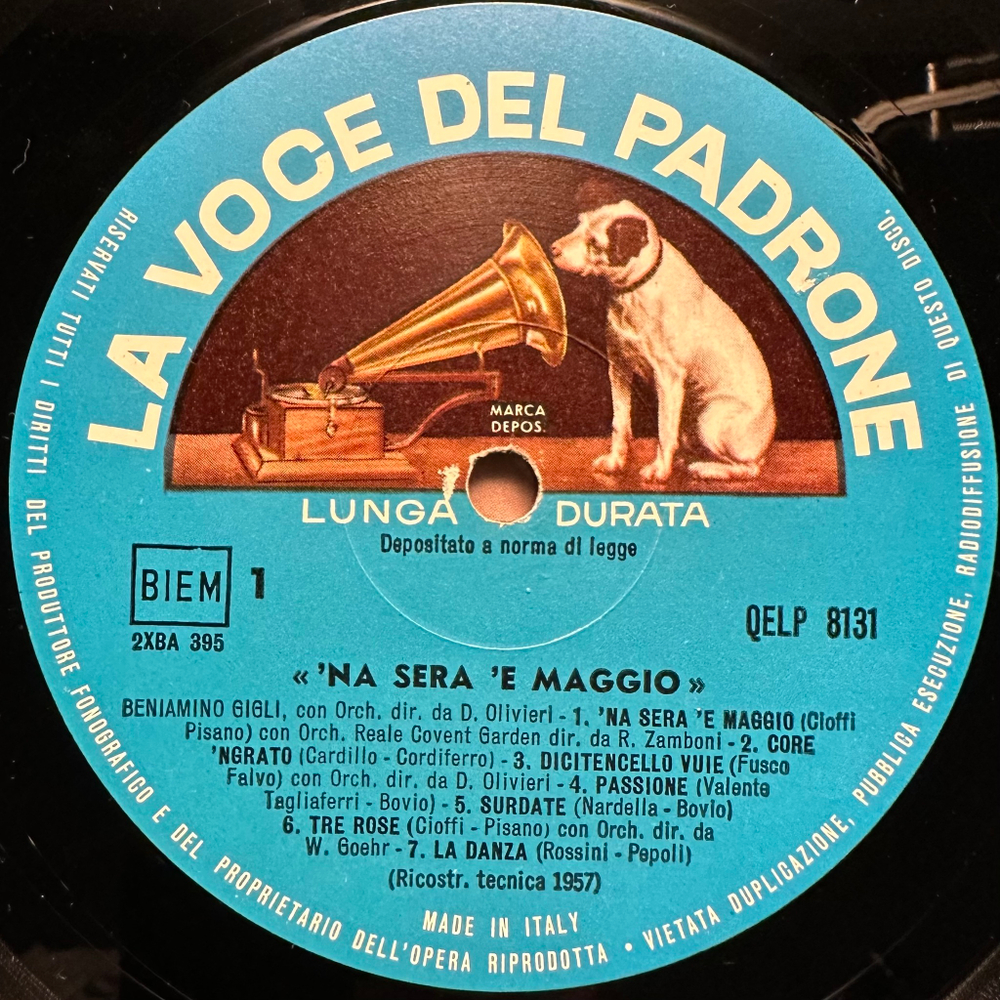 LA VOCE DEL PADRONE
MARCA
DEPOS.
LUNGA DURATA
Depositato a norma di legge
BIEM 1
2XBA 395
QELP 8131
« 'NA SERA 'E MAGGIO »
BENIAMINO GIGLI, con Orch. dir. da D. Olivieri - 1. 'NA SERA 'E MAGGIO (Cioffi
Pisano) con Orch. Reale Covent Garden dir. da R. Zamboni - 2. CORE
'NGRATO (Cardillo - Cordiferro) - 3. DICITENCELLO VUIE (Fusco
Falvo) con Orch. dir. da D. Olivieri - 4. PASSIONE (Valente
Tagliaferri - Bovio) - 5. SURDATE (Nardella - Bovio)
6. TRE ROSE (Cioffi - Pisano) con Orch. dir. da
W. Goehr - 7. LA DANZA (Rossini - Pepoli)
(Ricostr. tecnica 1957)
MADE IN ITALY
RISERVATI TUTTI I DIRITTI DEL PRODUTTORE FONOGRAFICO E DEL PROPRIETARIO DELL'OPERA RIPRODOTTA • VIETATA DUPLICAZIONE, PUBBLICA ESECUZIONE, RADIODIFFUSIONE DI QUESTO DISCO.